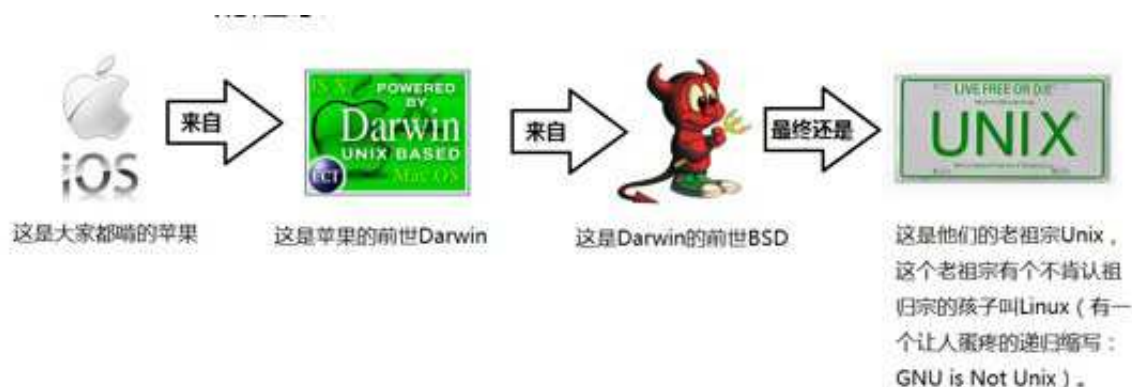 iOS
来自
POWERED
BY
Darwin
UNIX BASED
Mac OS
来自
最终还是
LIVE FREE OR DIE
UNIX
这是大家都啃的苹果
这是苹果的前世Darwin
这是Darwin的前世BSD
这是他们的老祖宗Unix，
这个老祖宗有个不肯认祖
归宗的孩子叫Linux（有一
个让人蛋疼的递归缩写：
GNU is Not Unix）。